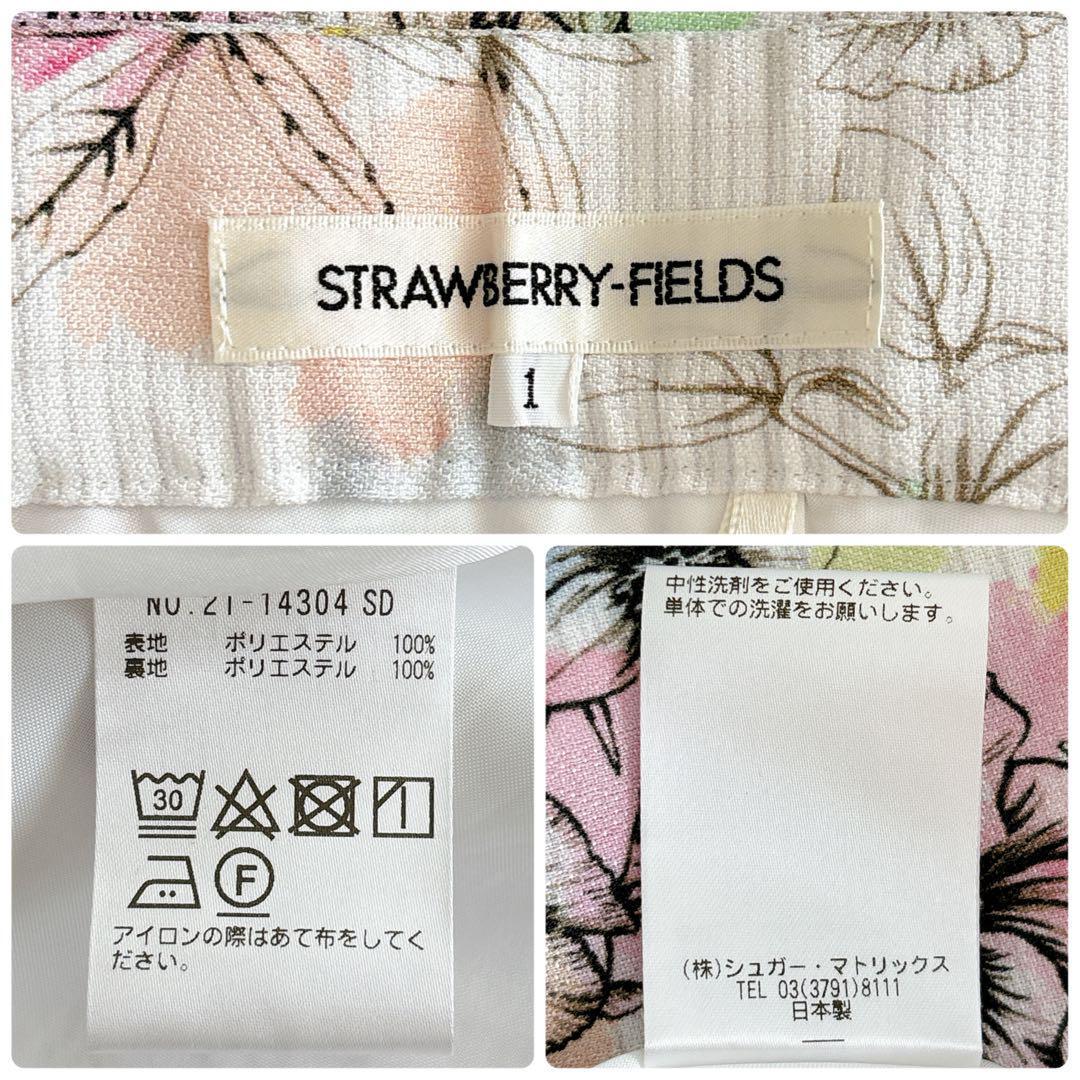 STRAWBERRY-FIELDS
1
NO.21-14304 SD
表地 ポリエステル 100%
裏地 ポリエステル 100%
30
F
アイロンの際はあて布をしてく
ださい。
中性洗剤をご使用ください。
単体での洗濯をお願いします。
(株)シュガー・マトリックス
TEL 03(3791)8111
日本製